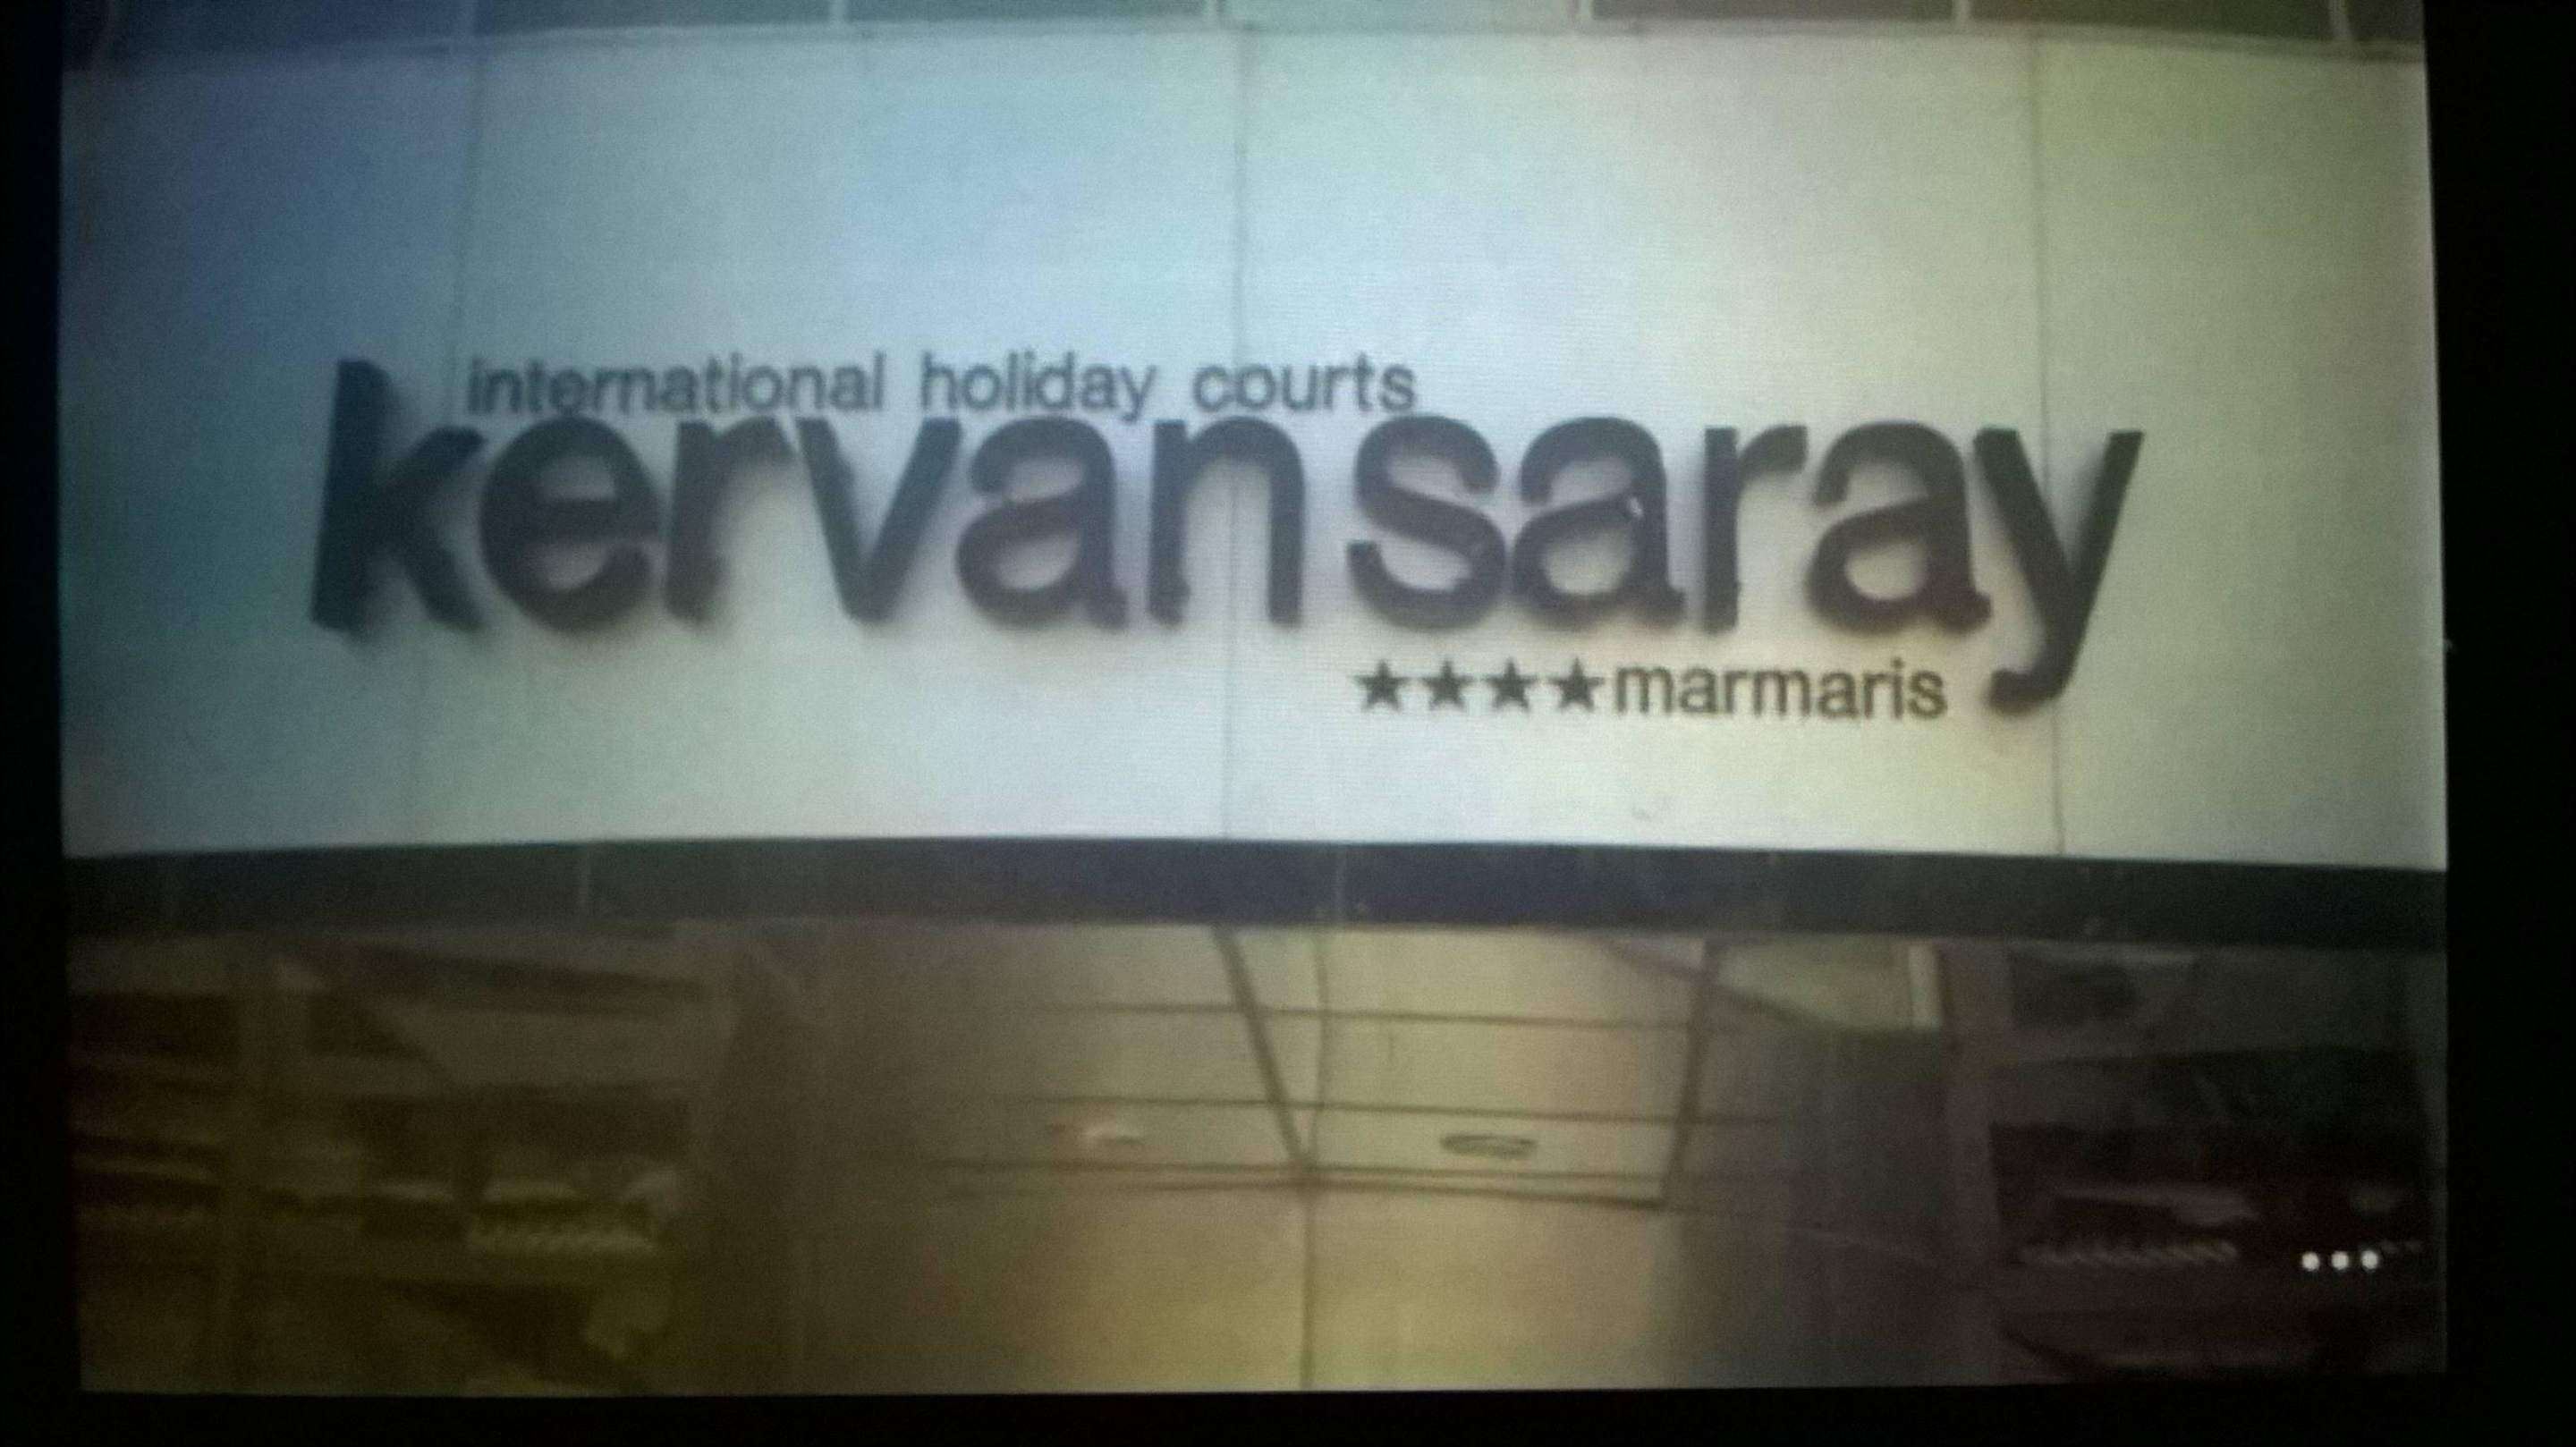 international holiday courts
kervansaray
★★★★marmaris